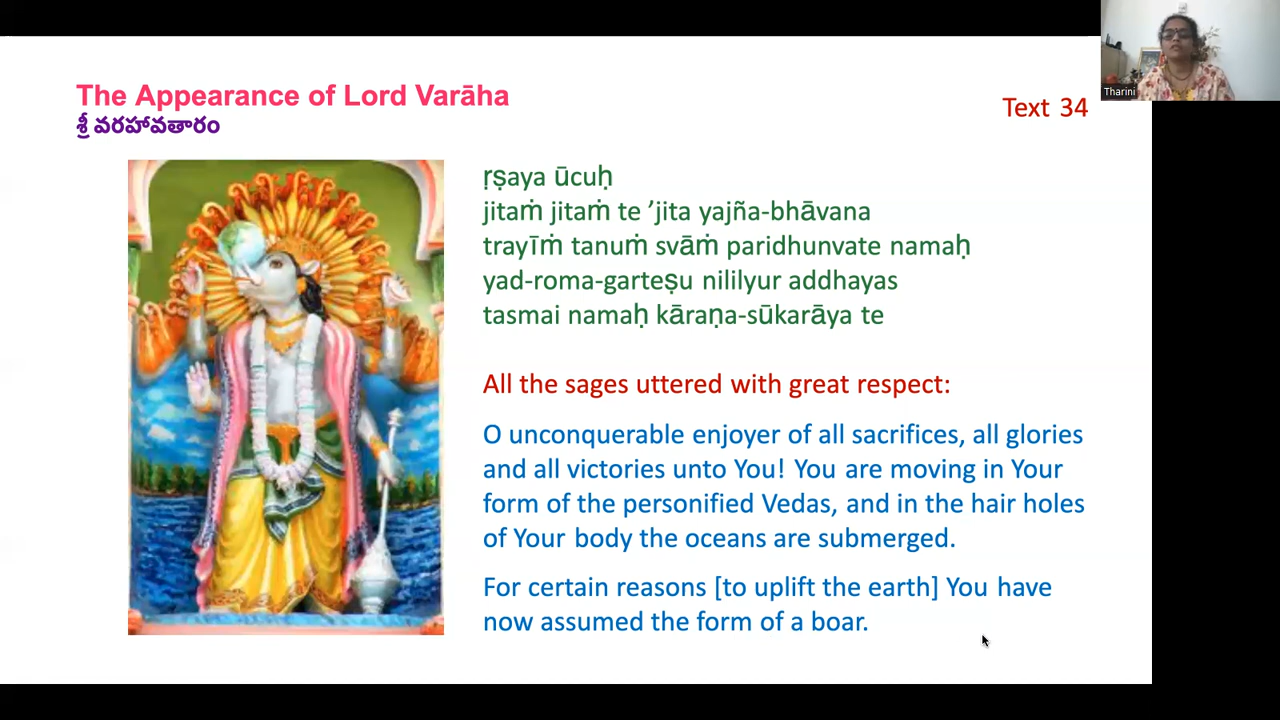 The Appearance of Lord Varāha
శ్రీ వరహావతారం
Text 34
Tharini
ṛṣaya ūcuḥ
jitaṁ jitaṁ te ’jita yajña-bhāvana
trayīṁ tanuṁ svāṁ paridhunvate namaḥ
yad-roma-garteṣu nililyur addhayas
tasmai namaḥ kāraṇa-sūkarāya te
All the sages uttered with great respect:
O unconquerable enjoyer of all sacrifices, all glories
and all victories unto You! You are moving in Your
form of the personified Vedas, and in the hair holes
of Your body the oceans are submerged.
For certain reasons [to uplift the earth] You have
now assumed the form of a boar.